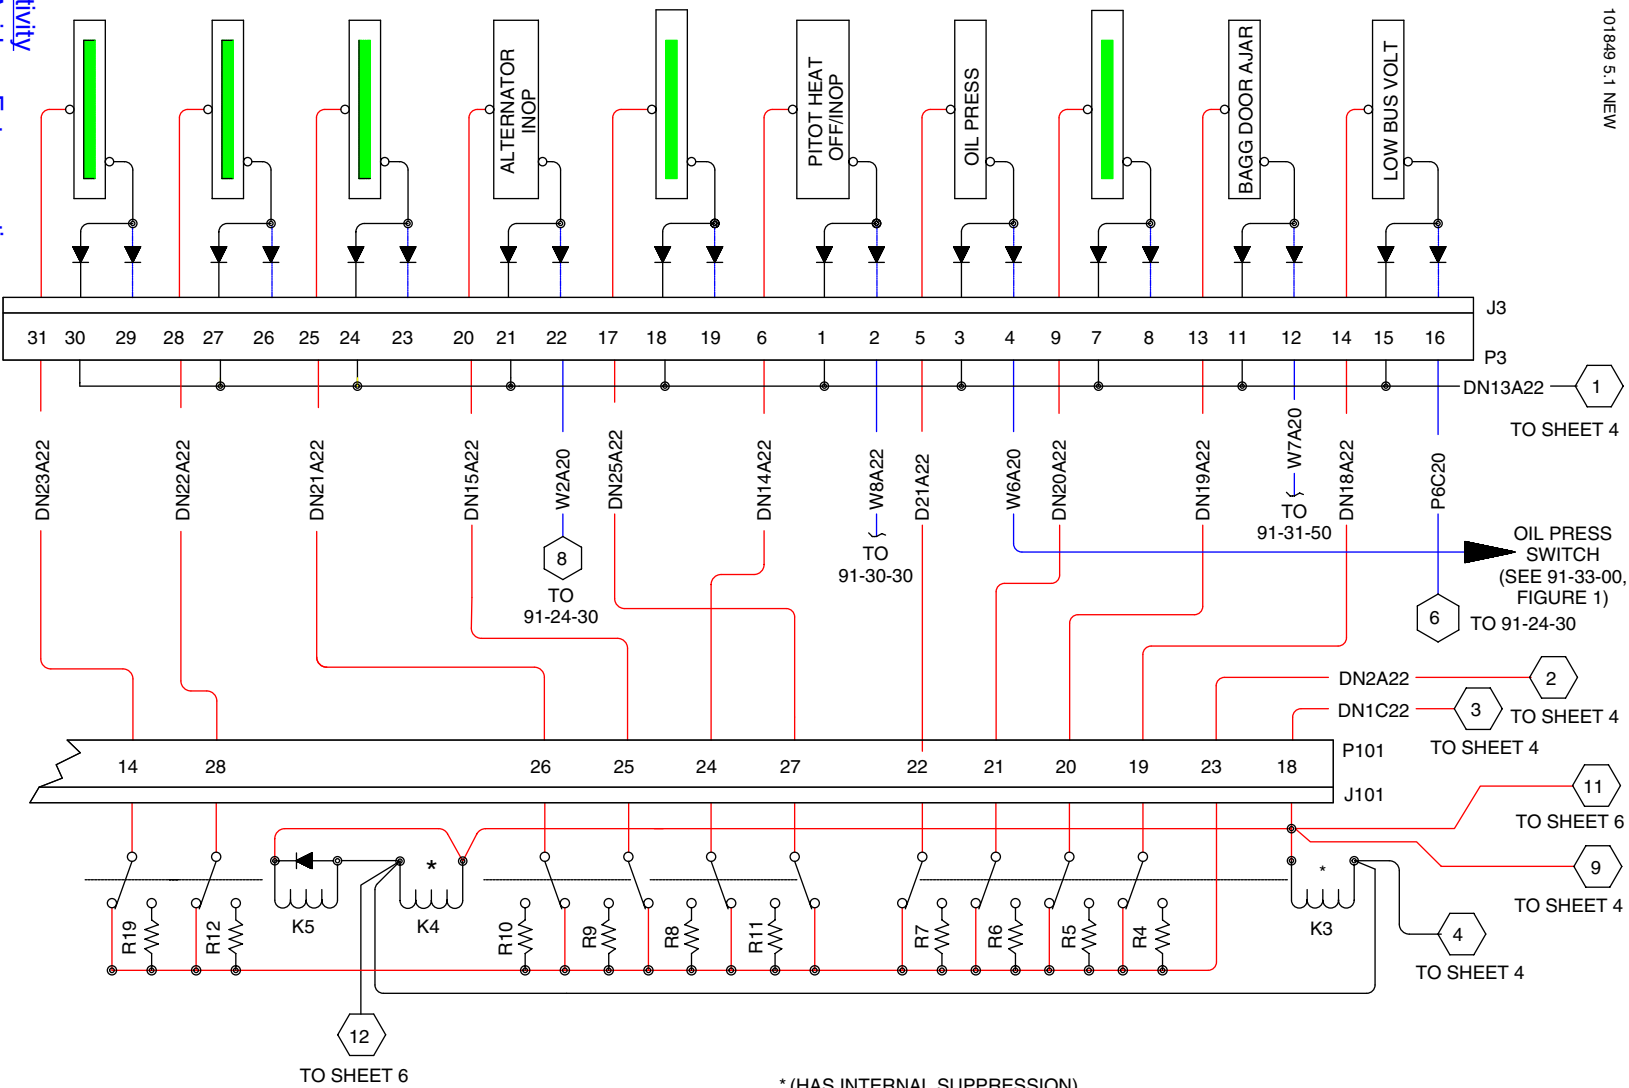 101849 5.1 NEW
tivity
ALTERNATOR
INOP
PITOT HEAT
OFF/INOP
OIL PRESS
BAGG DOOR AJAR
LOW BUS VOLT
J3
31 30 29 28 27 26 25 24 23 20 21 22 17 18 19 6 1 2 5 3 4 9 7 8 13 11 12 14 15 16
P3
DN13A22
1
TO SHEET 4
DN23A22
DN22A22
DN21A22
DN15A22
W2A20
DN25A22
DN14A22
W8A22
D21A22
W6A20
DN20A22
DN19A22
W7A20
DN18A22
P6C20
8
TO
91-24-30
TO
91-30-30
TO
91-31-50
OIL PRESS
SWITCH
(SEE 91-33-00,
FIGURE 1)
6
TO 91-24-30
DN2A22
2
TO SHEET 4
DN1C22
3
TO SHEET 4
P101
14 28 26 25 24 27 22 21 20 19 23 18
J101
11
TO SHEET 6
9
TO SHEET 4
4
TO SHEET 4
R19
R12
K5
*
K4
R10
R9
R8
R11
R7
R6
R5
R4
*
K3
12
TO SHEET 6
* (HAS INTERNAL SUPPRESSION)